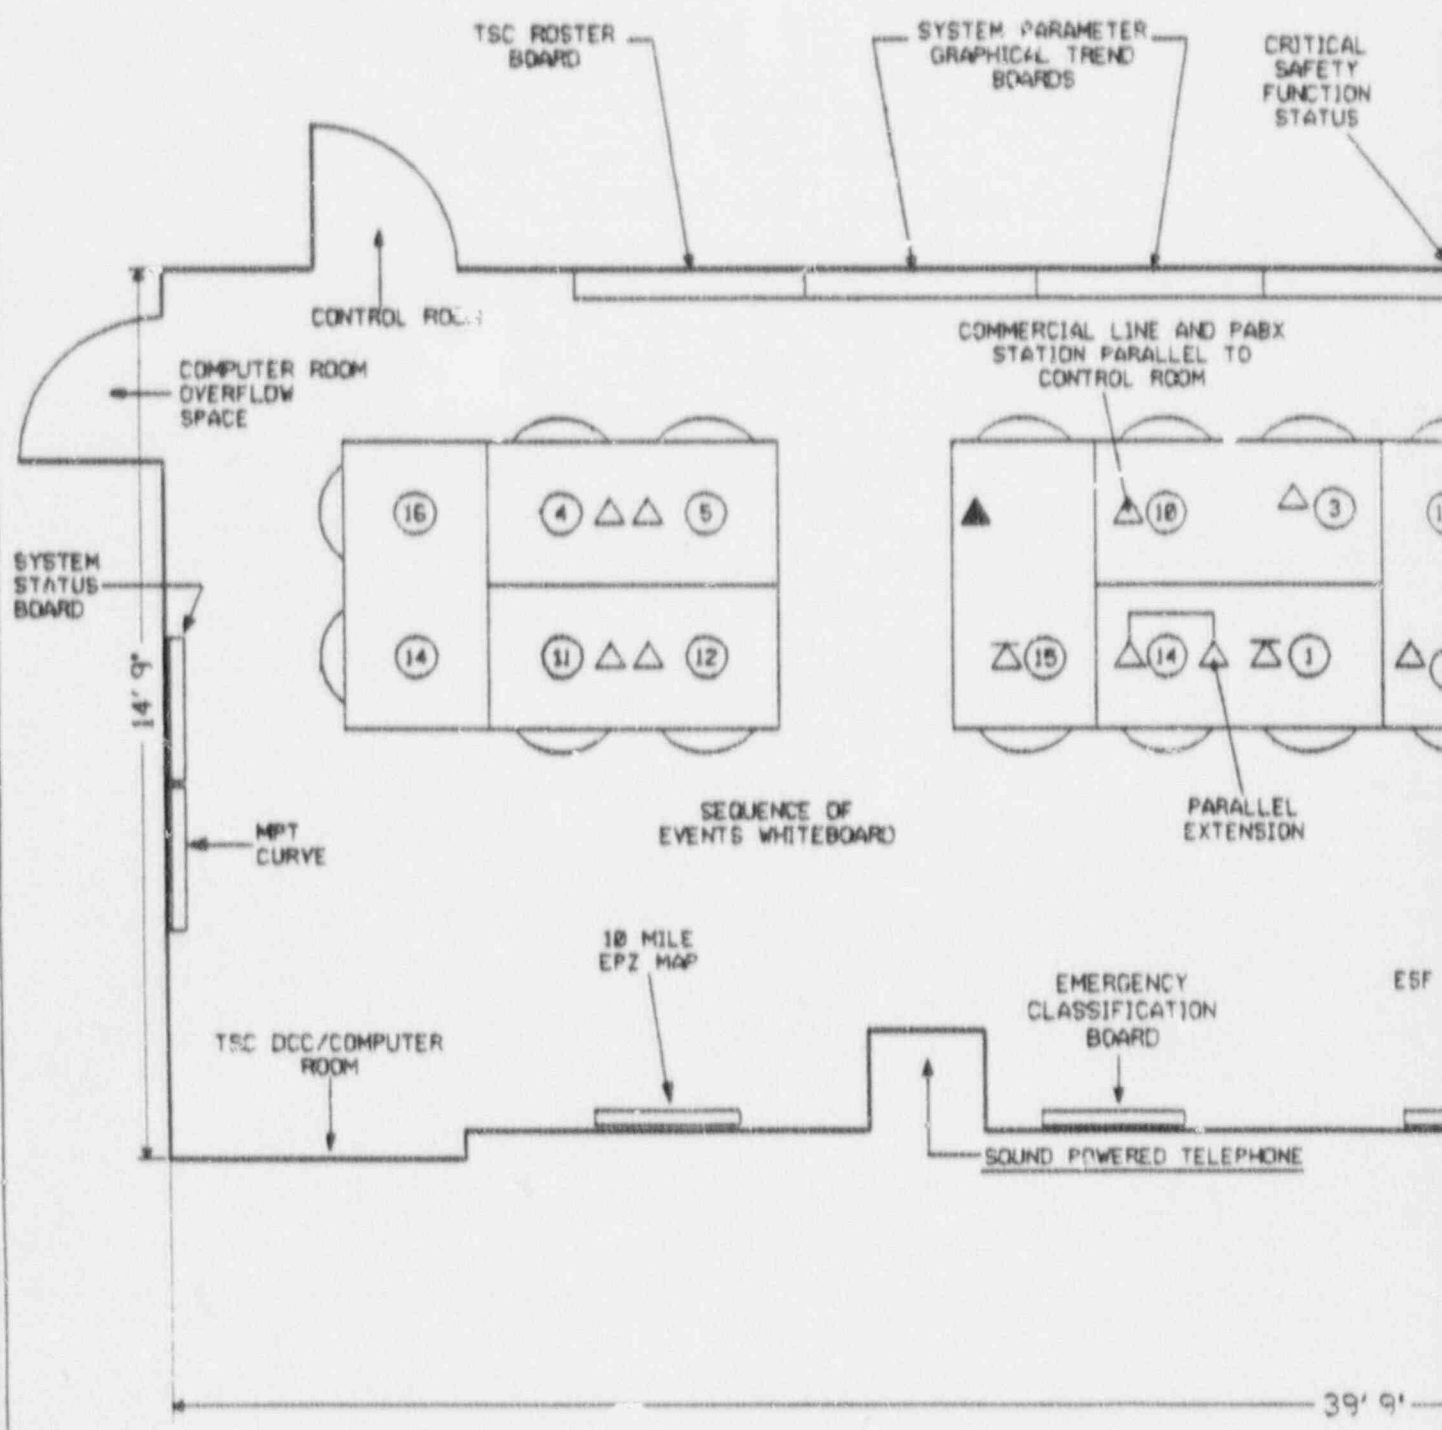 TSC ROSTER
BOARD
SYSTEM PARAMETER
GRAPHICAL TREND
BOARDS
CRITICAL
SAFETY
FUNCTION
STATUS
CONTROL
COMPUTER ROOM
OVERFLOW
SPACE
COMMERCIAL LINE AND PABX
STATION PARALLEL TO
CONTROL ROOM
16
4
5
10
3
SYSTEM
STATUS
BOARD
14
11
12
15
14
1
14' 9"
SEQUENCE OF
EVENTS WHITEBOARD
PARALLEL
EXTENSION
MPT
CURVE
10 MILE
EPZ MAP
EMERGENCY
CLASSIFICATION
BOARD
ESF
TSC DCC/COMPUTER
ROOM
SOUND POWERED TELEPHONE
39' 9"